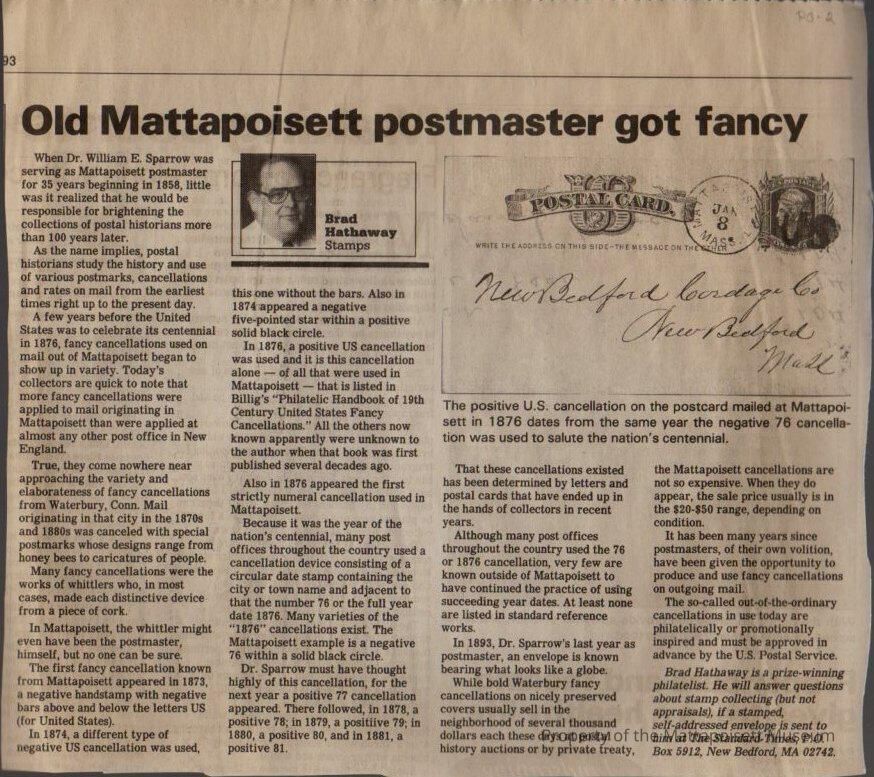 PO-2
93
Old Mattapoisett postmaster got fancy
When Dr. William E. Sparrow was
serving as Mattapoisett postmaster
for 35 years beginning in 1858, little
was it realized that he would be
responsible for brightening the
collections of postal historians more
than 100 years later.
As the name implies, postal
historians study the history and use
of various postmarks, cancellations
and rates on mail from the earliest
times right up to the present day.
A few years before the United
States was to celebrate its centennial
in 1876, fancy cancellations used on
mail out of Mattapoisett began to
show up in variety. Today's
collectors are quick to note that
more fancy cancellations were
applied to mail originating in
Mattapoisett than were applied at
almost any other post office in New
England.
True, they come nowhere near
approaching the variety and
elaborateness of fancy cancellations
from Waterbury, Conn. Mail
originating in that city in the 1870s
and 1880s was canceled with special
postmarks whose designs range from
honey bees to caricatures of people.
Many fancy cancellations were the
works of whittlers who, in most
cases, made each distinctive device
from a piece of cork.
In Mattapoisett, the whittler might
even have been the postmaster,
himself, but no one can be sure.
The first fancy cancellation known
from Mattapoisett appeared in 1873,
a negative handstamp with negative
bars above and below the letters US
(for United States).
In 1874, a different type of
negative US cancellation was used,
Brad
Hathaway
Stamps
this one without the bars. Also in
1874 appeared a negative
five-pointed star within a positive
solid black circle.
In 1876, a positive US cancellation
was used and it is this cancellation
alone — of all that were used in
Mattapoisett — that is listed in
Billig's "Philatelic Handbook of 19th
Century United States Fancy
Cancellations." All the others now
known apparently were unknown to
the author when that book was first
published several decades ago.
Also in 1876 appeared the first
strictly numeral cancellation used in
Mattapoisett.
Because it was the year of the
nation's centennial, many post
offices throughout the country used a
cancellation device consisting of a
circular date stamp containing the
city or town name and adjacent to
that the number 76 or the full year
date 1876. Many varieties of the
"1876" cancellations exist. The
Mattapoisett example is a negative
76 within a solid black circle.
Dr. Sparrow must have thought
highly of this cancellation, for the
next year a positive 77 cancellation
appeared. There followed, in 1878, a
positive 78; in 1879, a positiive 79; in
1880, a positive 80, and in 1881, a
positive 81.
POSTAL CARD.
JAN
8
MASS
WRITE THE ADDRESS ON THIS SIDE-THE MESSAGE ON THE OTHER
New Bedford Cordage Co
New Bedford
Mass
The positive U.S. cancellation on the postcard mailed at Mattapoi-
sett in 1876 dates from the same year the negative 76 cancella-
tion was used to salute the nation's centennial.
That these cancellations existed
has been determined by letters and
postal cards that have ended up in
the hands of collectors in recent
years.
Although many post offices
throughout the country used the 76
or 1876 cancellation, very few are
known outside of Mattapoisett to
have continued the practice of using
succeeding year dates. At least none
are listed in standard reference
works.
In 1893, Dr. Sparrow's last year as
postmaster, an envelope is known
bearing what looks like a globe.
While bold Waterbury fancy
cancellations on nicely preserved
covers usually sell in the
neighborhood of several thousand
dollars each these days at postal
history auctions or by private treaty,
the Mattapoisett cancellations are
not so expensive. When they do
appear, the sale price usually is in
the $20-$50 range, depending on
condition.
It has been many years since
postmasters, of their own volition,
have been given the opportunity to
produce and use fancy cancellations
on outgoing mail.
The so-called out-of-the-ordinary
cancellations in use today are
philatelically or promotionally
inspired and must be approved in
advance by the U.S. Postal Service.
Brad Hathaway is a prize-winning
philatelist. He will answer questions
about stamp collecting (but not
appraisals), if a stamped,
self-addressed envelope is sent to
him at The Standard-Times, P.O.
Box 5912, New Bedford, MA 02742.
Property of the Mattapoisett Museum